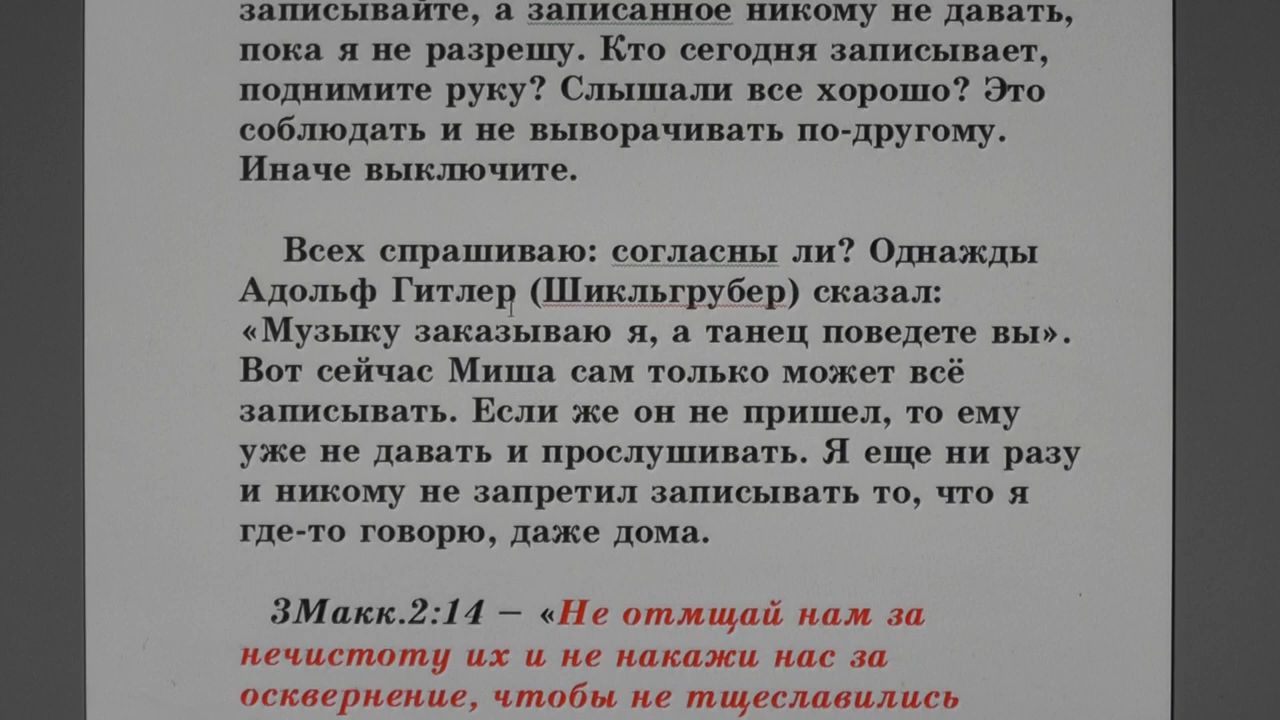 записывайте, а записанное никому не давать,
пока я не разрешу. Кто сегодня записывает,
поднимите руку? Слышали все хорошо? Это
соблюдать и не выворачивать по-другому.
Иначе выключите.
Всех спрашиваю: согласны ли? Однажды
Адольф Гитлер (Шикльгрубер) сказал:
«Музыку заказываю я, а танец поведете вы».
Вот сейчас Миша сам только может всё
записывать. Если же он не пришел, то ему
уже не давать и прослушивать. Я еще ни разу
и никому не запретил записывать то, что я
где-то говорю, даже дома.
3Макк.2:14 – «Не отмщай нам за
нечистоту их и не накажи нас за
осквернение, чтобы не тщеславились